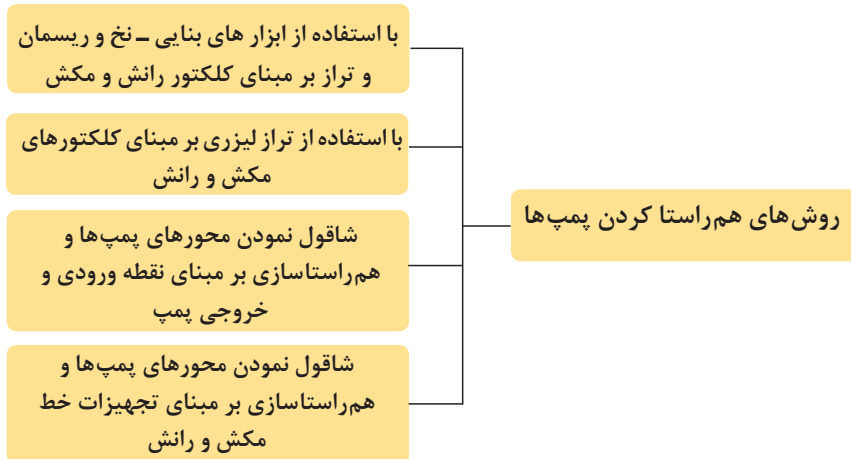 روش‌های هم‌راستا کردن پمپ‌ها
با استفاده از ابزار های بنایی ــ نخ و ریسمان
و تراز بر مبنای کلکتور رانش و مکش
با استفاده از تراز لیزری بر مبنای کلکتورهای
مکش و رانش
شاقول نمودن محورهای پمپ‌ها و
هم‌راستاسازی بر مبنای نقطه ورودی و
خروجی پمپ
شاقول نمودن محورهای پمپ‌ها و
هم‌راستاسازی بر مبنای تجهیزات خط
مکش و رانش